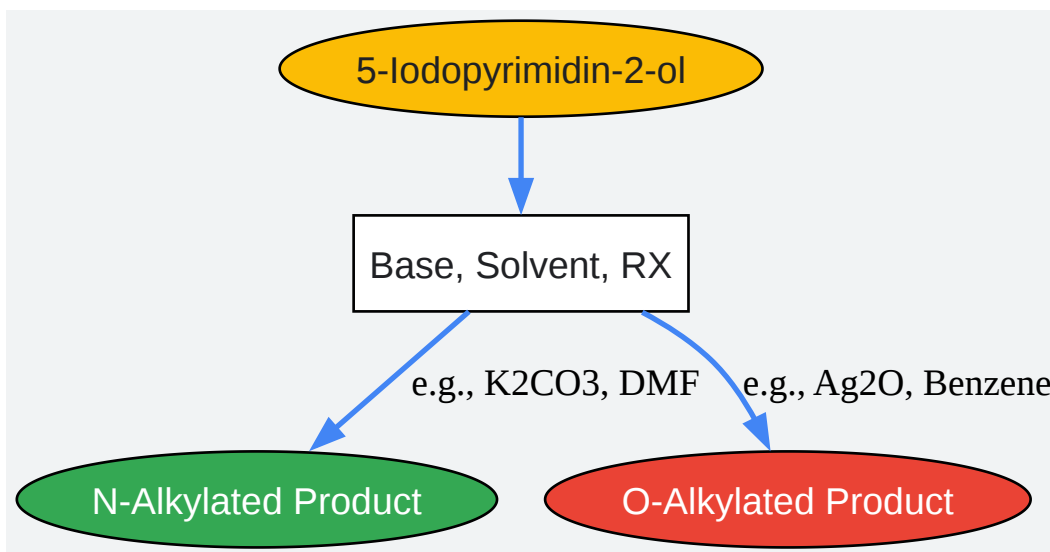 5-Iodopyrimidin-2-ol
Base, Solvent, RX
e.g., K2CO3, DMF
e.g., Ag2O, Benzene
N-Alkylated Product
O-Alkylated Product